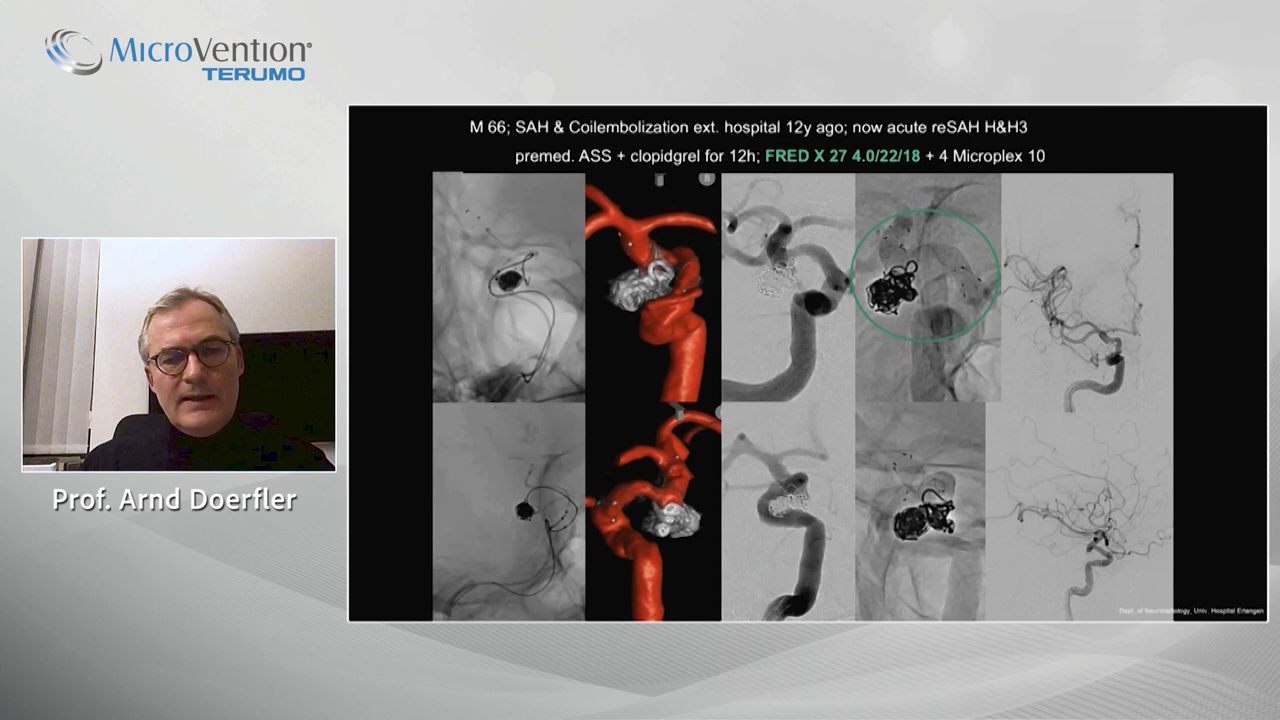 MICROVENTION®
TERUMO
M 66; SAH & Coilembolization ext. hospital 12y ago; now acute reSAH H&H3
premed. ASS + clopidgrel for 12h; FRED X 27 4.0/22/18 + 4 Microplex 10
Prof. Arnd Doerfler
Dept. of Neuroradiology, Univ. Hospital Erlangen